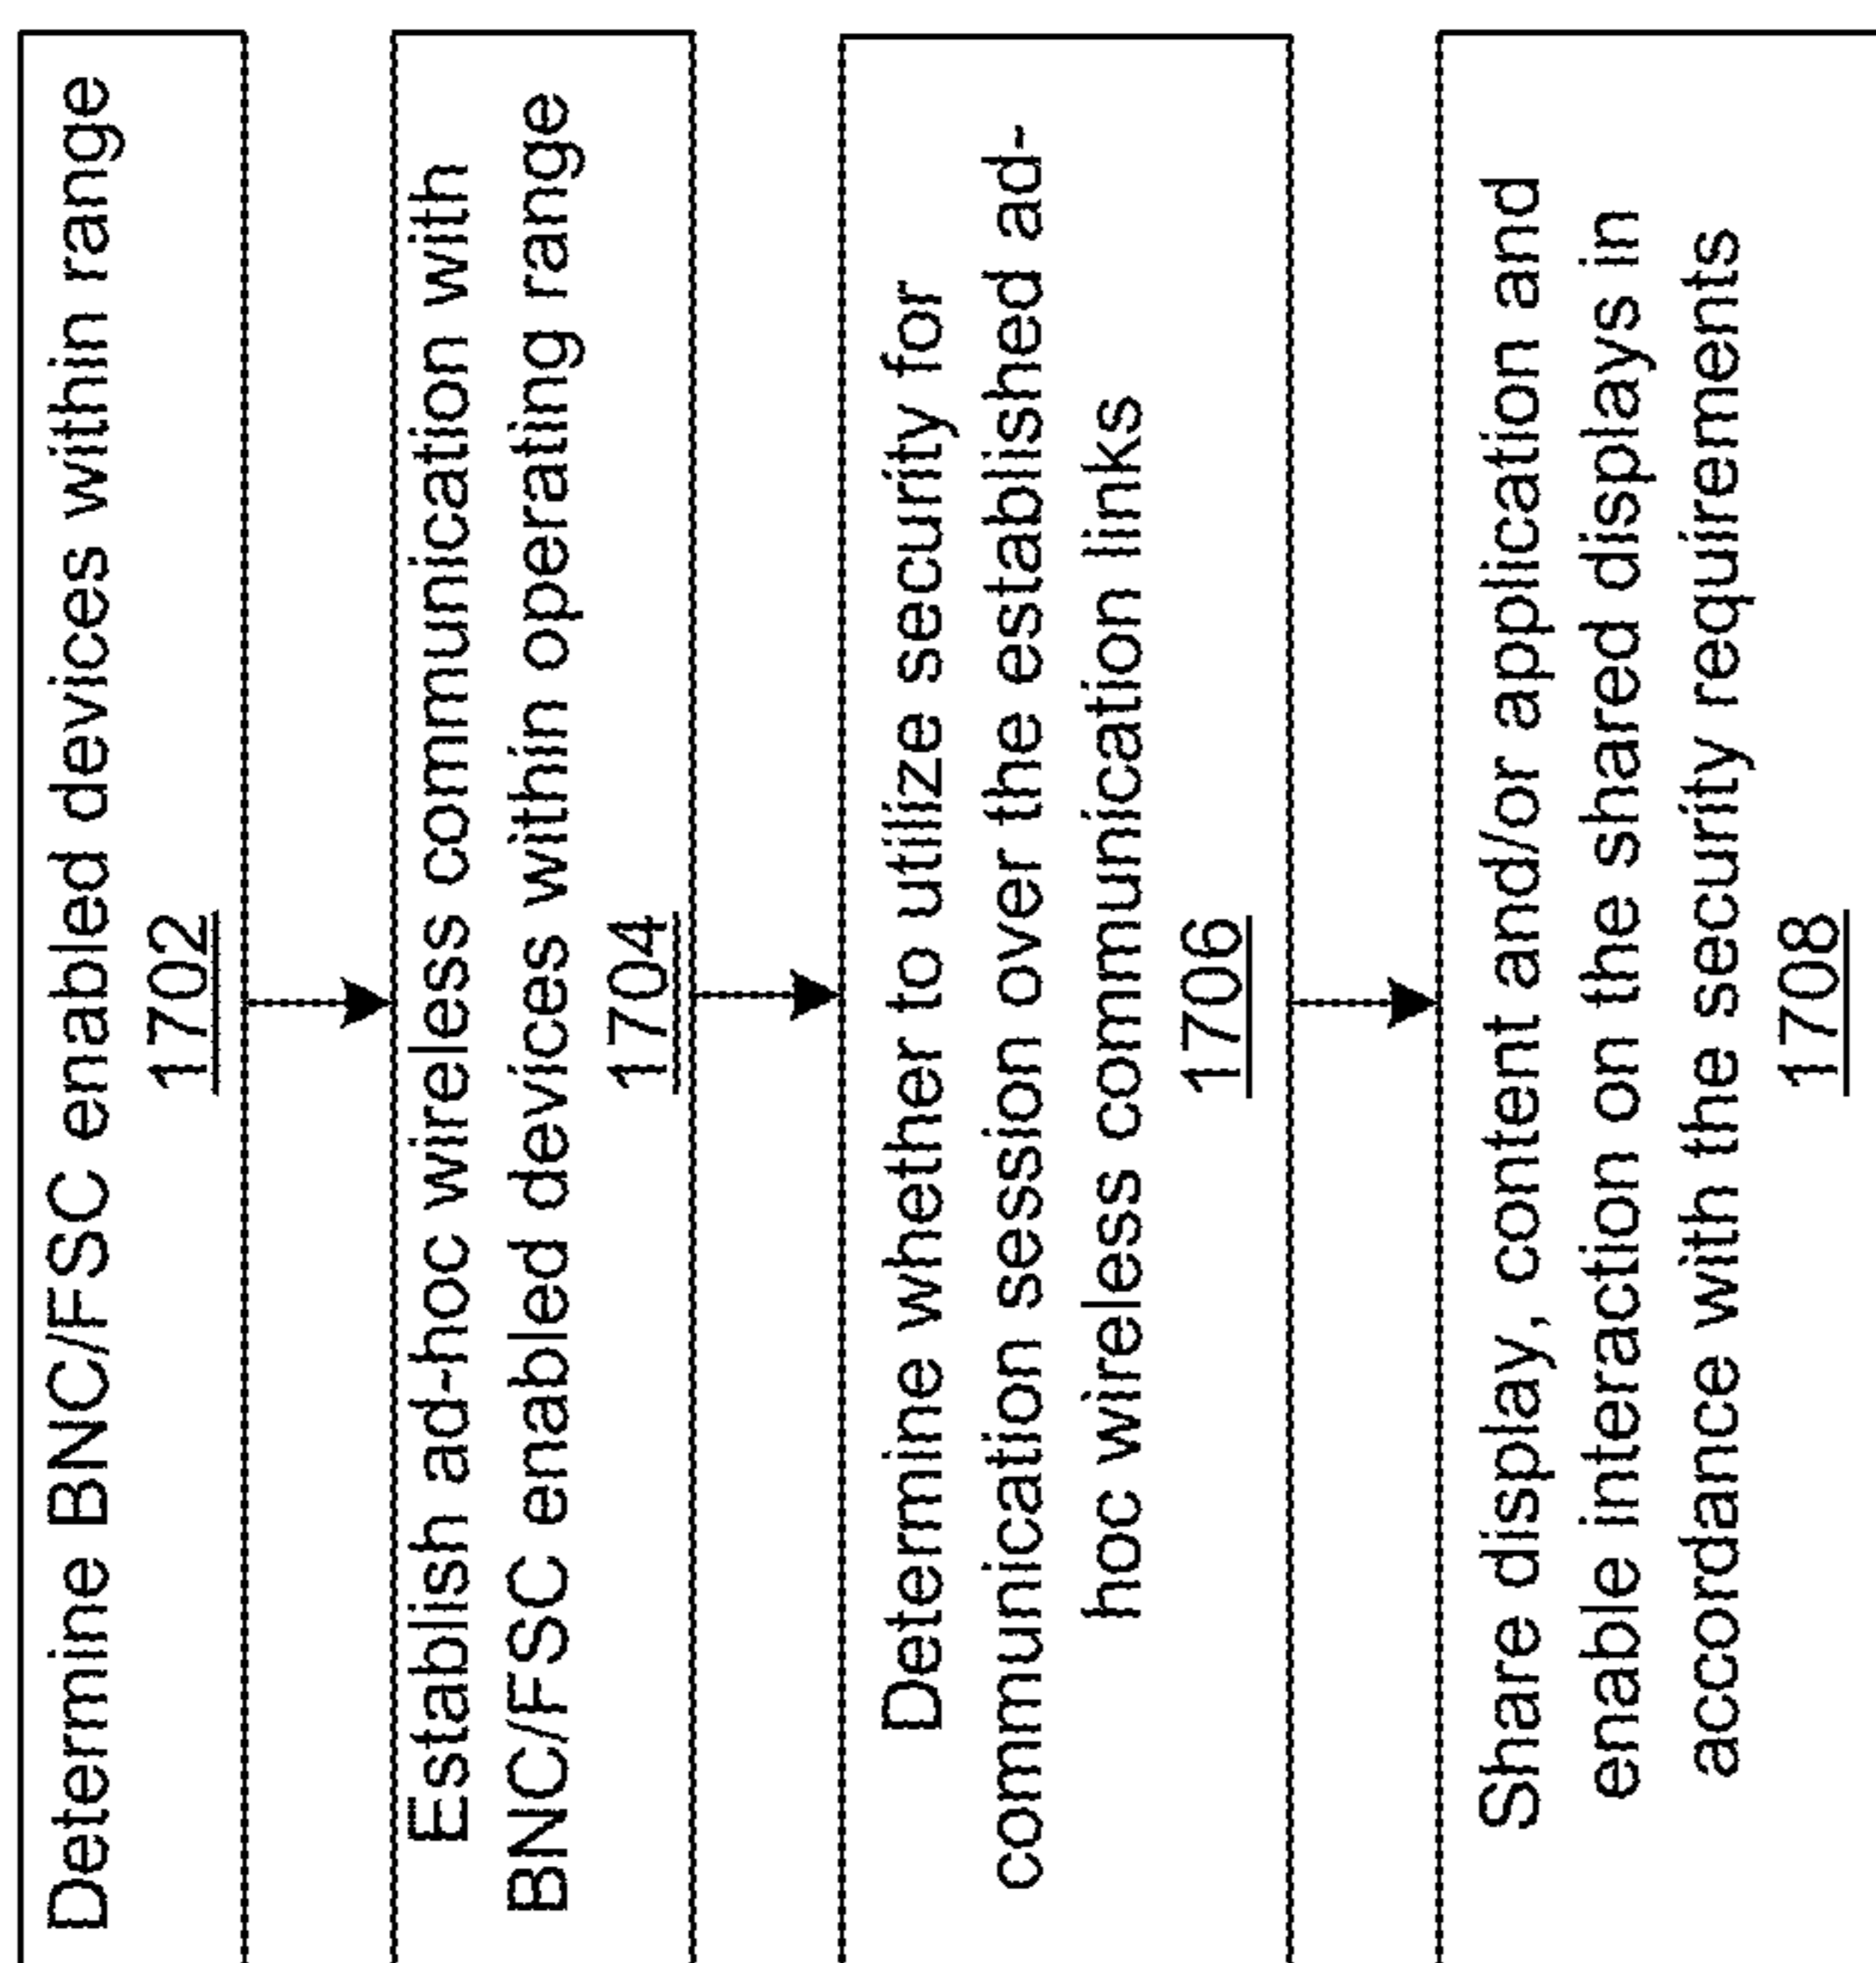 Determine BNC/FSC enabled devices within range
1702
Establish ad-hoc wireless communication with
BNC/FSC enabled devices within operating range
1704
Determine whether to utilize security for
communication session over the established ad-
hoc wireless communication links
1706
Share display, content and/or application and
enable interaction on the shared displays in
accordance with the security requirements
1708